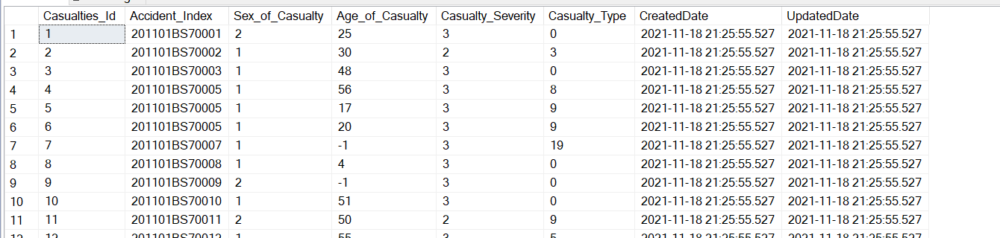 Casualties_Id Accident_Index Sex_of_Casualty Age_of_Casualty Casualty_Severity Casualty_Type CreatedDate UpdatedDate
1 1 201101BS70001 2 25 3 0 2021-11-18 21:25:55.527 2021-11-18 21:25:55.527
2 2 201101BS70002 1 30 2 3 2021-11-18 21:25:55.527 2021-11-18 21:25:55.527
3 3 201101BS70003 1 48 3 0 2021-11-18 21:25:55.527 2021-11-18 21:25:55.527
4 4 201101BS70005 1 56 3 8 2021-11-18 21:25:55.527 2021-11-18 21:25:55.527
5 5 201101BS70005 1 17 3 9 2021-11-18 21:25:55.527 2021-11-18 21:25:55.527
6 6 201101BS70005 1 20 3 9 2021-11-18 21:25:55.527 2021-11-18 21:25:55.527
7 7 201101BS70007 1 -1 3 19 2021-11-18 21:25:55.527 2021-11-18 21:25:55.527
8 8 201101BS70008 1 4 3 0 2021-11-18 21:25:55.527 2021-11-18 21:25:55.527
9 9 201101BS70009 2 -1 3 0 2021-11-18 21:25:55.527 2021-11-18 21:25:55.527
10 10 201101BS70010 1 51 3 0 2021-11-18 21:25:55.527 2021-11-18 21:25:55.527
11 11 201101BS70011 2 50 2 9 2021-11-18 21:25:55.527 2021-11-18 21:25:55.527
12 12 201101BS70012 1 55 3 5 2021-11-18 21:25:55.527 2021-11-18 21:25:55.527